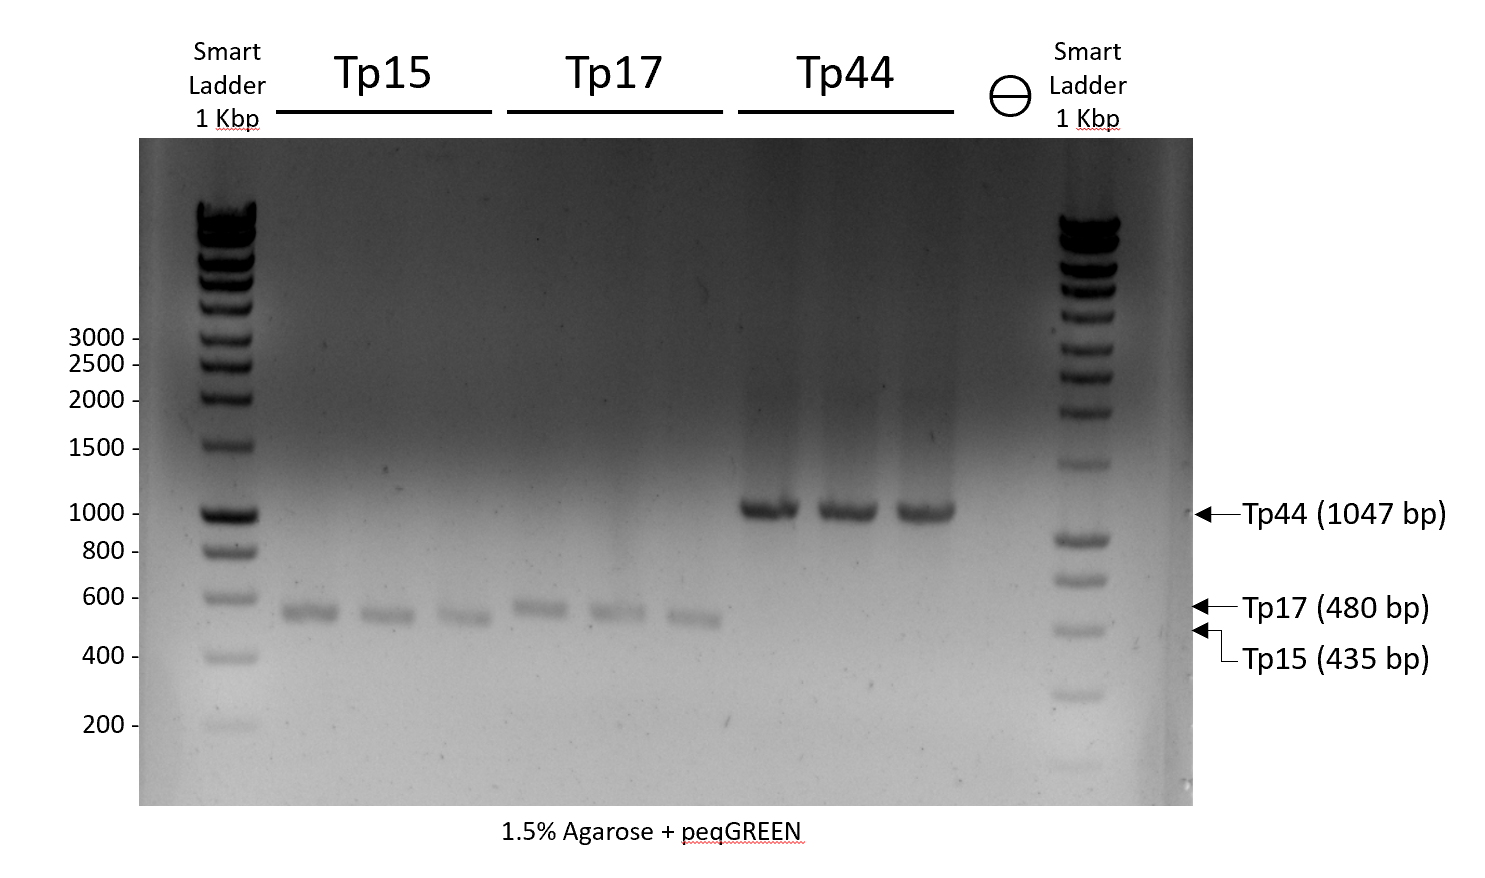 Smart
Ladder
1 Kbp
Tp15
Tp17
Tp44
Smart
Ladder
1 Kbp
3000 -
2500 -
2000 -
1500 -
1000 -
800 -
600 -
400 -
200 -
Tp44 (1047 bp)
Tp17 (480 bp)
Tp15 (435 bp)
1.5% Agarose + peqGREEN